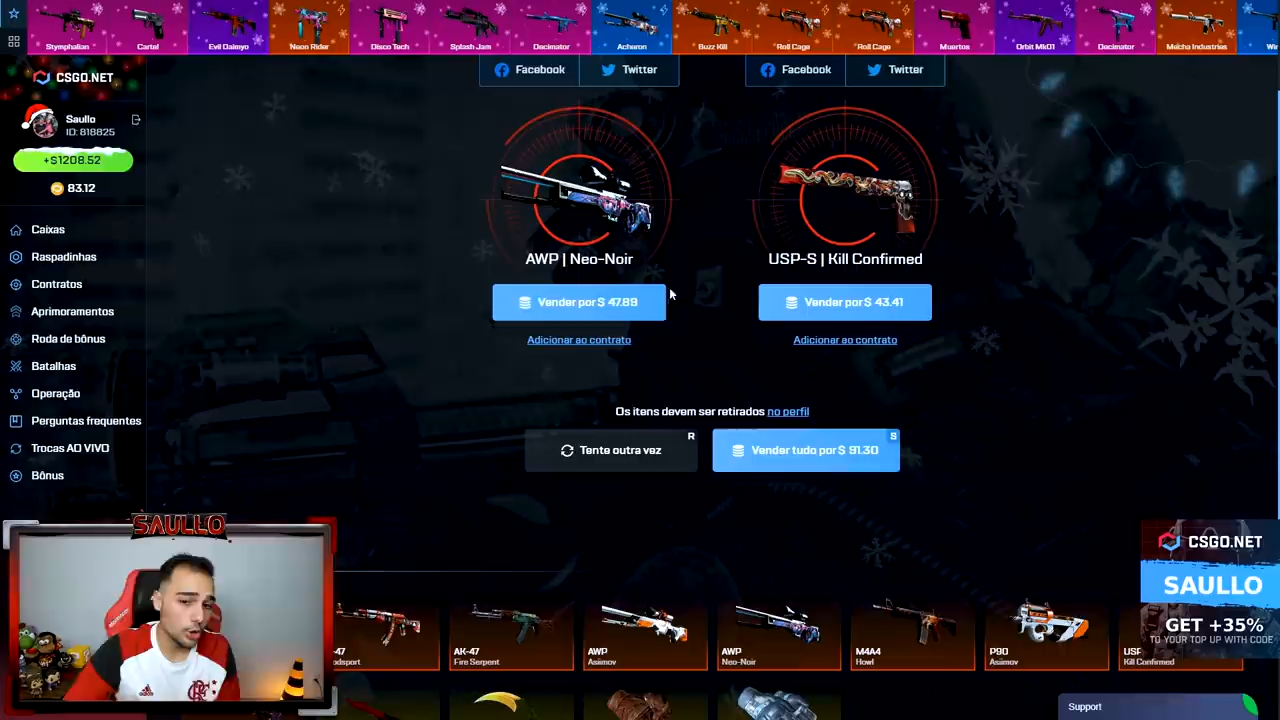 Stymphalian
Cartel
Evil Daimyo
Neon Rider
Disco Tech
Splash Jam
Decimator
Acheron
Buzz Kill
Roll Cage
Roll Cage
Muertos
Orbit Mk01
Decimator
Mecha Industries
CSGO.NET
Saullo
ID: 818825
+$1208.52
83.12
Caixas
Raspadinhas
Contratos
Aprimoramentos
Roda de bônus
Batalhas
Operação
Perguntas frequentes
Trocas AO VIVO
Bônus
Facebook
Twitter
Facebook
Twitter
AWP | Neo-Noir
USP-S | Kill Confirmed
Vender por $ 47.89
Vender por $ 43.41
Adicionar ao contrato
Adicionar ao contrato
Os itens devem ser retirados no perfil
Tente outra vez
R
Vender tudo por $ 91.30
S
SAULLO
AK-47
Fire Serpent
AWP
Asiimov
AWP
Neo-Noir
M4A4
Howl
P90
Asiimov
Kill Confirmed
CSGO.NET
SAULLO
GET +35%
TO YOUR TOP UP WITH CODE
Support